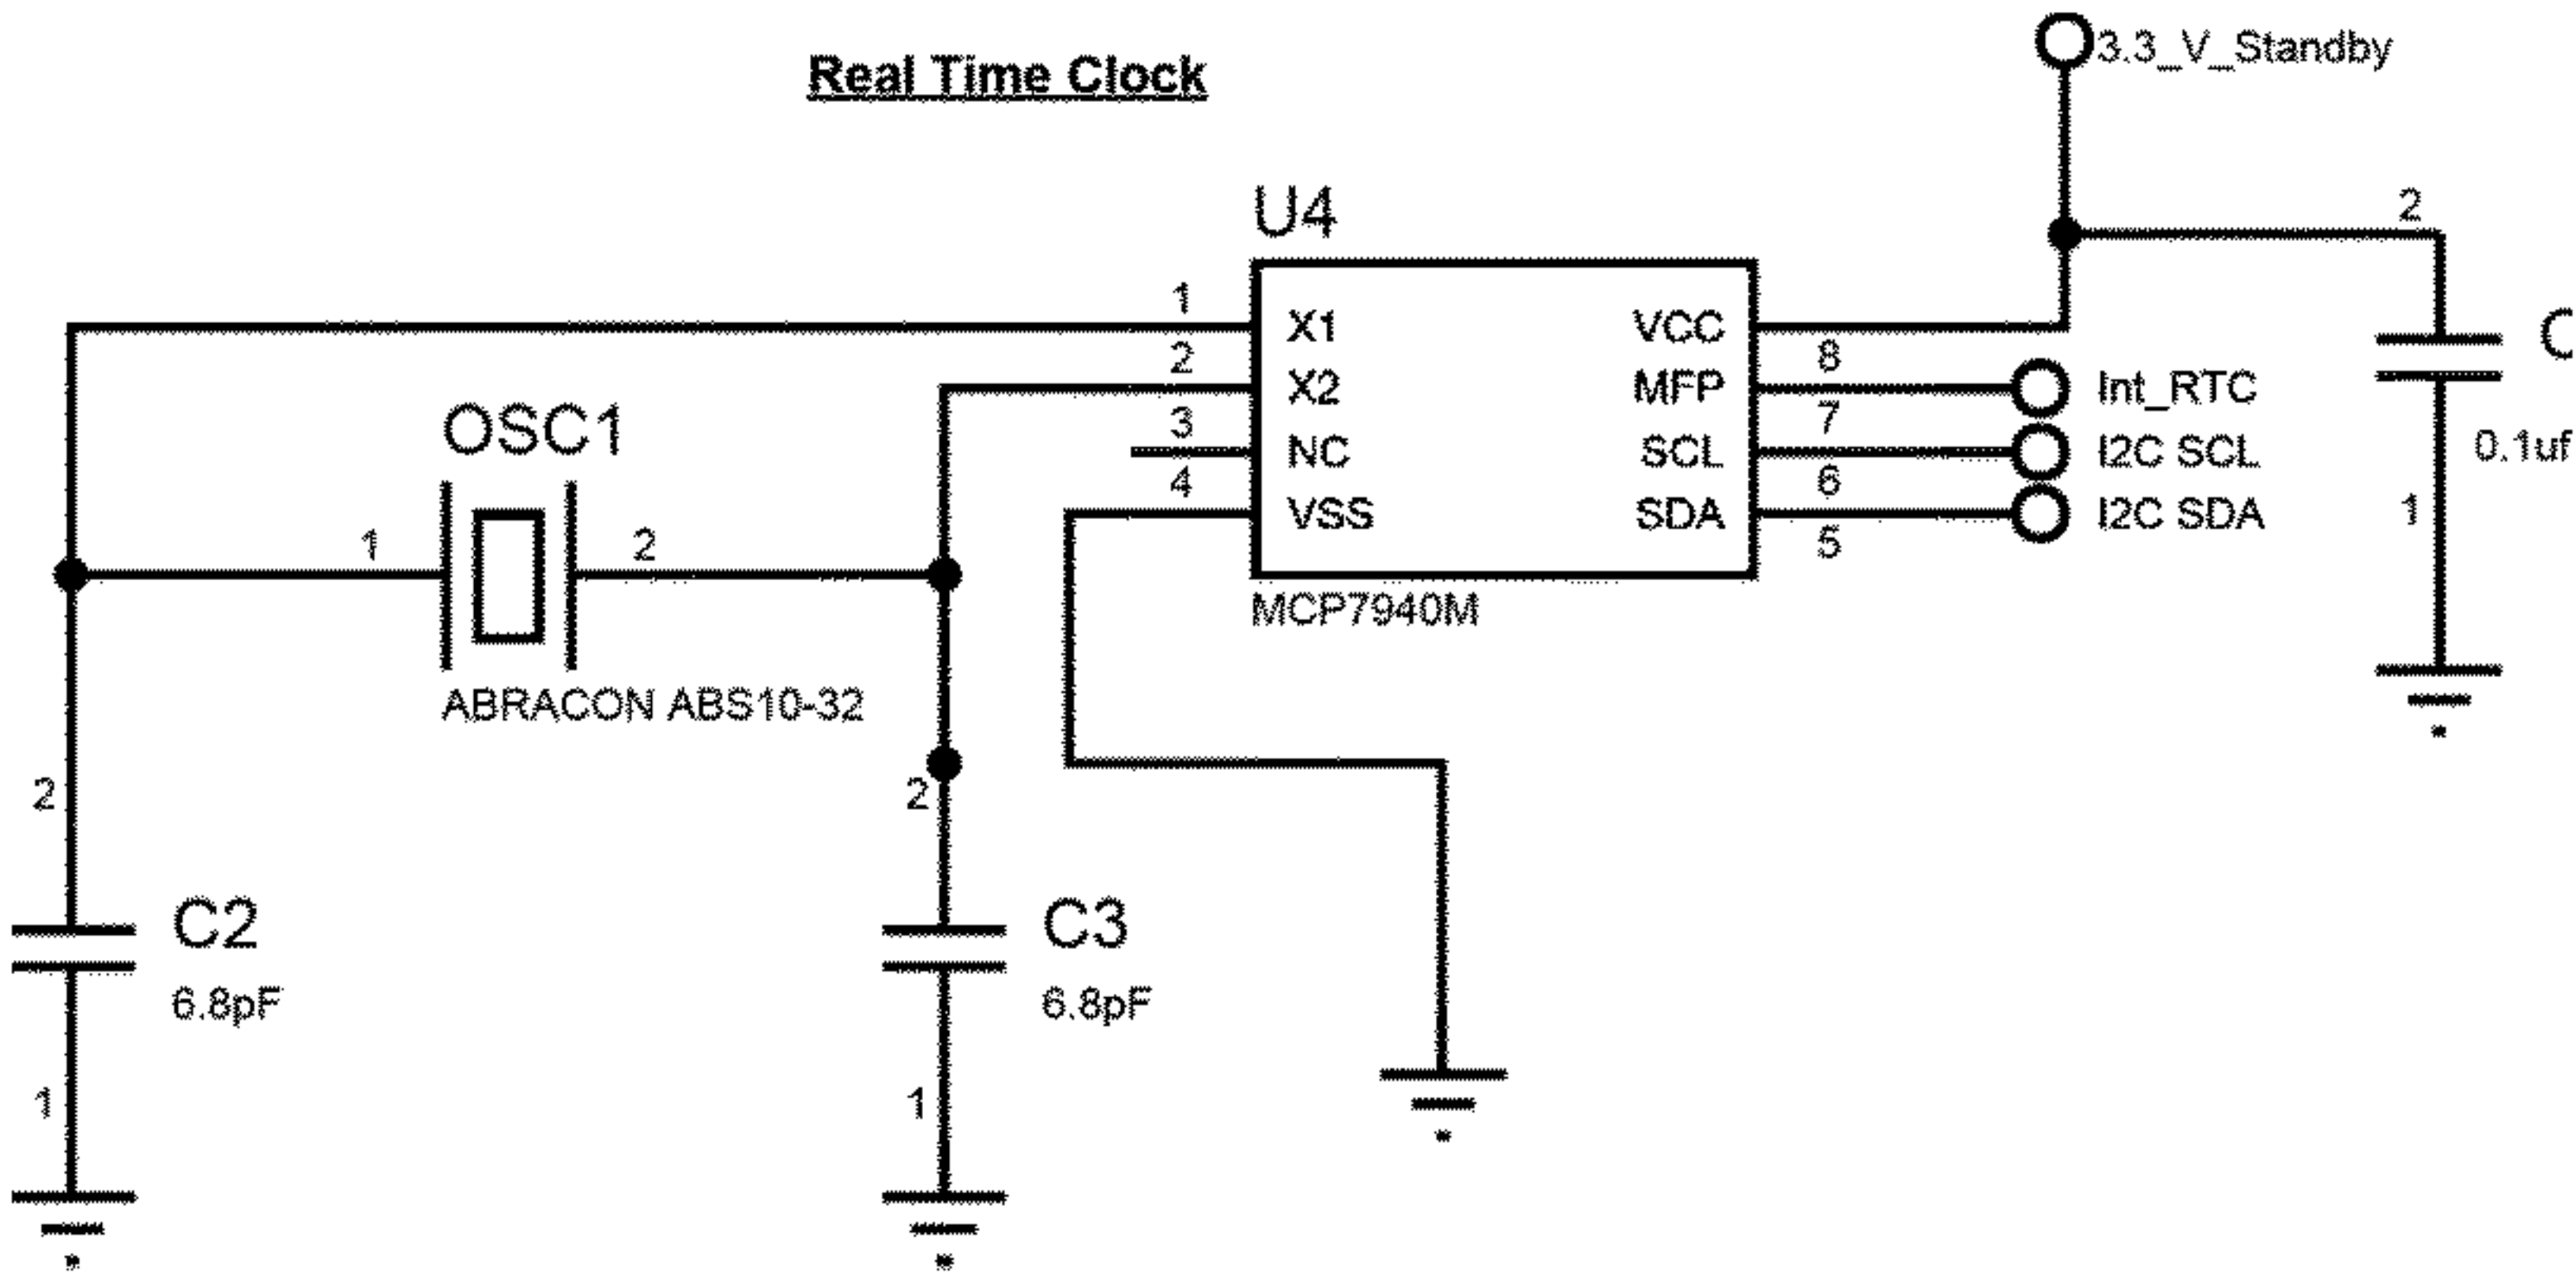 Real Time Clock
3.3_V_Standby
U4
2
1
X1
VCC
8
2
X2
MFP
Int_RTC
7
3
NC
SCL
I2C SCL
6
4
VSS
SDA
I2C SDA
5
MCP7940M
0.1uf
1
OSC1
1
2
ABRACON ABS10-32
2
2
C2
6.8pF
C3
6.8pF
1
1